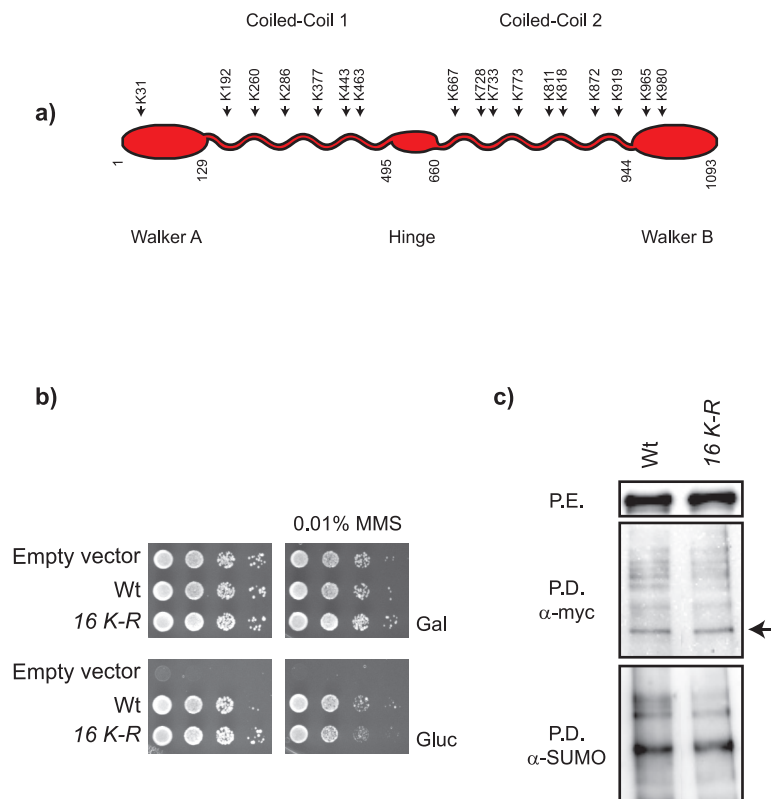 Coiled-Coil 1 Coiled-Coil 2
a)
K31 K192 K260 K286 K377 K443 K463 K667 K728 K733 K773 K811 K818 K872 K919 K965 K980
1 129 495 660 944 1093
Walker A Hinge Walker B
b)
0.01% MMS
Empty vector
Wt
16 K-R Gal
Empty vector
Wt
16 K-R Gluc
c)
Wt 16 K-R
P.E.
P.D.
α-myc
P.D.
α-SUMO